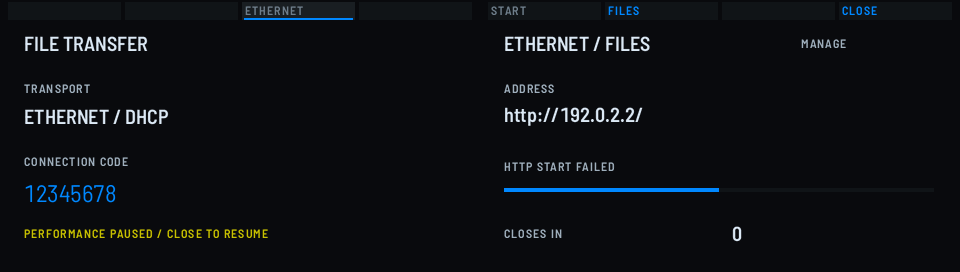 ETHERNET
START
FILES
CLOSE
FILE TRANSFER
ETHERNET / FILES
MANAGE
TRANSPORT
ETHERNET / DHCP
ADDRESS
http://192.0.2.2/
CONNECTION CODE
12345678
HTTP START FAILED
PERFORMANCE PAUSED / CLOSE TO RESUME
CLOSES IN
0